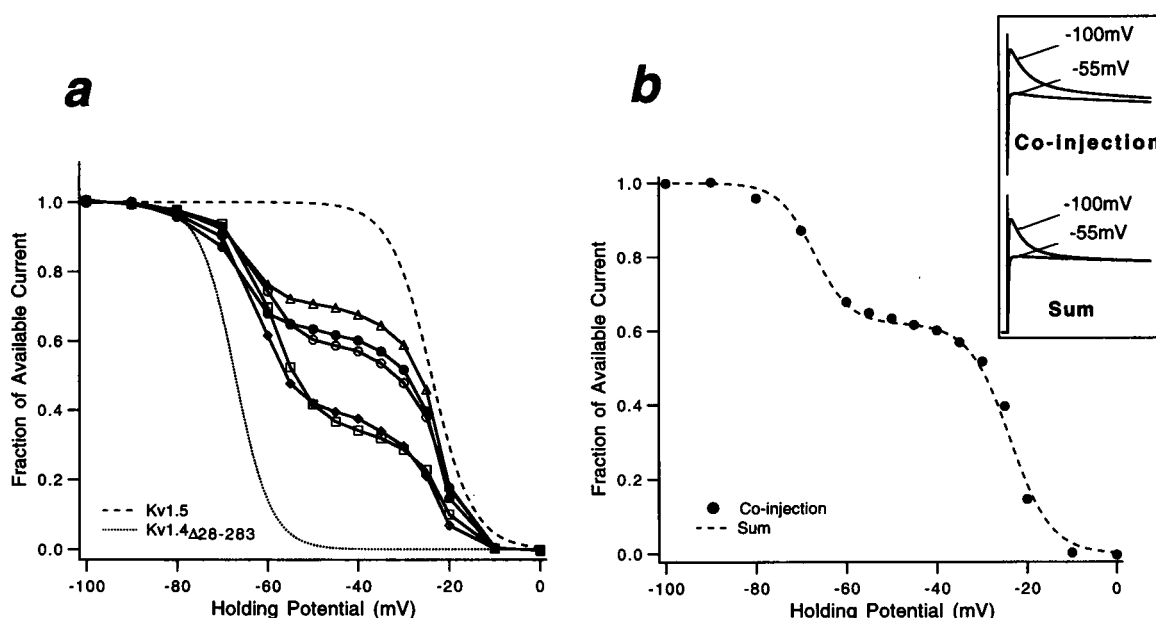 a
Fraction of Available Current
1.0
0.8
0.6
0.4
0.2
0.0
Kv1.5
Kv1.4Δ28-283
-100
-80
-60
-40
-20
0
Holding Potential (mV)
b
Fraction of Available Current
1.0
0.8
0.6
0.4
0.2
0.0
Co-injection
Sum
-100
-80
-60
-40
-20
0
Holding Potential (mV)
-100mV
-55mV
Co-injection
-100mV
-55mV
Sum